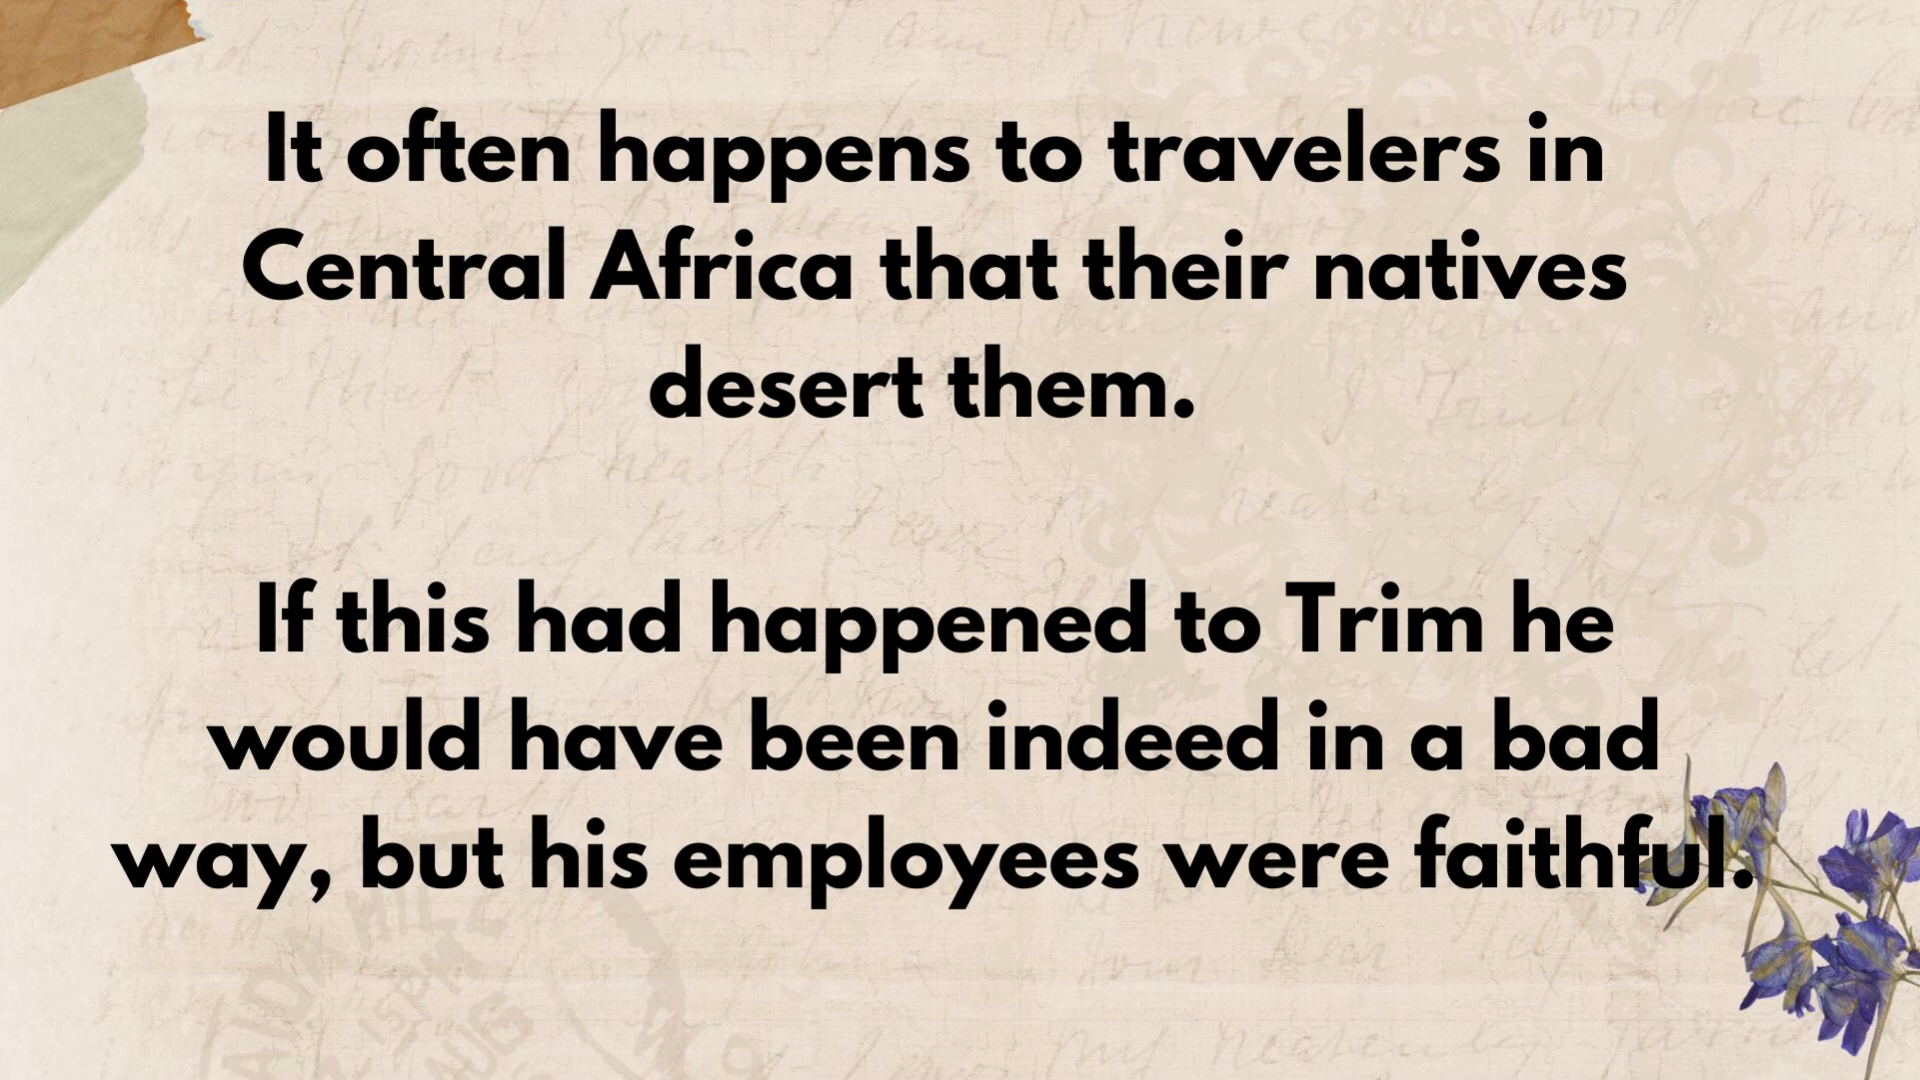 It often happens to travelers in
Central Africa that their natives
desert them.
If this had happened to Trim he
would have been indeed in a bad
way, but his employees were faithful.